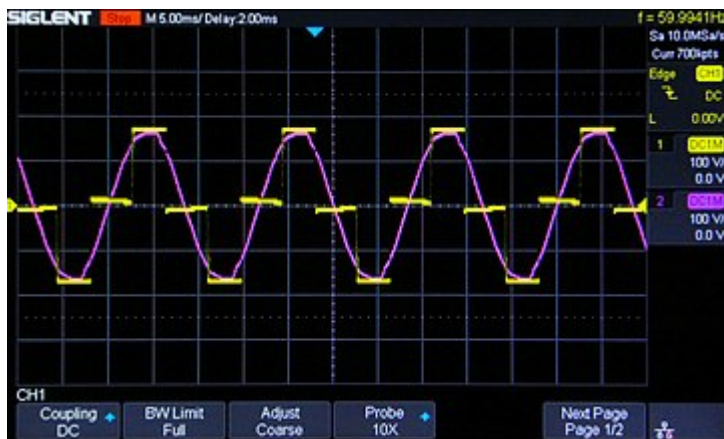 SIGLENT Stop M 5.00ms/ Delay:2.00ms f = 59.9941Hz
Sa 10.0MSa/s
Curr 700kpts
Edge CH1
DC
L 0.00V
1 DC1M
100 V/
0.0 V
2 DC1M
100 V/
0.0 V
CH1
Coupling BW Limit Adjust Probe Next Page
DC Full Coarse 10X Page 1/2